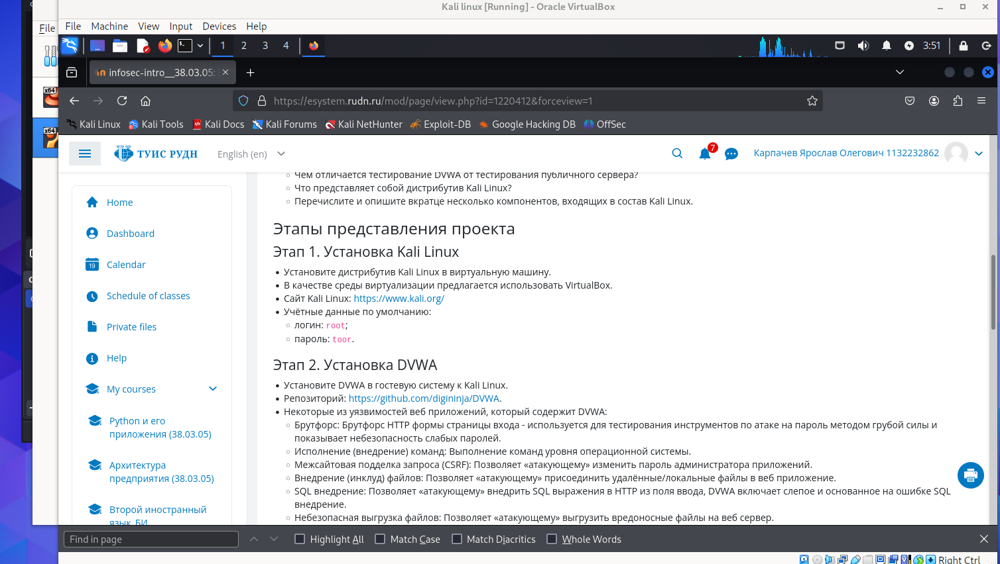 Kali linux [Running] - Oracle VirtualBox
File
File Machine View Input Devices Help
1 2 3 4
3:51
infosec-intro__38.03.05:
https://esystem.rudn.ru/mod/page/view.php?id=1220412&forceview=1
Kali Linux Kali Tools Kali Docs Kali Forums Kali NetHunter Exploit-DB Google Hacking DB OffSec
ТУИС РУДН English (en) 7 Карпачев Ярослав Олегович 1132232862
x64
x64
Home
Dashboard
19 Calendar
Schedule of classes
Private files
Help
My courses
Python и его
приложения (38.03.05)
Архитектура
предприятия (38.03.05)
Второй иностранный
язык, БИ
Чем отличается тестирование DVWA от тестирования публичного сервера?
Что представляет собой дистрибутив Kali Linux?
Перечислите и опишите вкратце несколько компонентов, входящих в состав Kali Linux.
Этапы представления проекта
Этап 1. Установка Kali Linux
Установите дистрибутив Kali Linux в виртуальную машину.
В качестве среды виртуализации предлагается использовать VirtualBox.
Сайт Kali Linux: https://www.kali.org/
Учётные данные по умолчанию:
логин: root;
пароль: toor.
Этап 2. Установка DVWA
Установите DVWA в гостевую систему к Kali Linux.
Репозиторий: https://github.com/digininja/DVWA.
Некоторые из уязвимостей веб приложений, который содержит DVWA:
Брутфорс: Брутфорс HTTP формы страницы входа - используется для тестирования инструментов по атаке на пароль методом грубой силы и
показывает небезопасность слабых паролей.
Исполнение (внедрение) команд: Выполнение команд уровня операционной системы.
Межсайтовая подделка запроса (CSRF): Позволяет «атакующему» изменить пароль администратора приложений.
Внедрение (инклуд) файлов: Позволяет «атакующему» присоединить удалённые/локальные файлы в веб приложение.
SQL внедрение: Позволяет «атакующему» внедрить SQL выражения в HTTP из поля ввода, DVWA включает слепое и основанное на ошибке SQL
внедрение.
Небезопасная выгрузка файлов: Позволяет «атакующему» выгрузить вредоносные файлы на веб сервер.
Find in page Highlight All Match Case Match Diacritics Whole Words
Right Ctrl